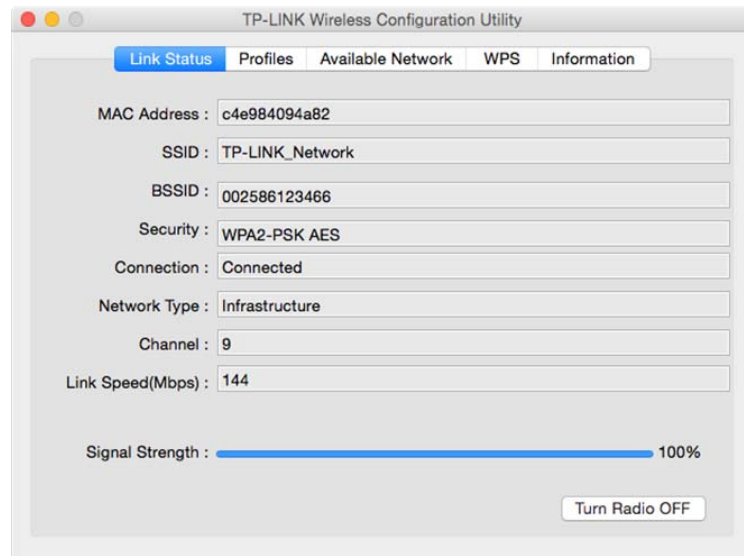 TP-LINK Wireless Configuration Utility
Link Status Profiles Available Network WPS Information
MAC Address : c4e984094a82
SSID : TP-LINK_Network
BSSID : 002586123466
Security : WPA2-PSK AES
Connection : Connected
Network Type : Infrastructure
Channel : 9
Link Speed(Mbps) : 144
Signal Strength : 100%
Turn Radio OFF